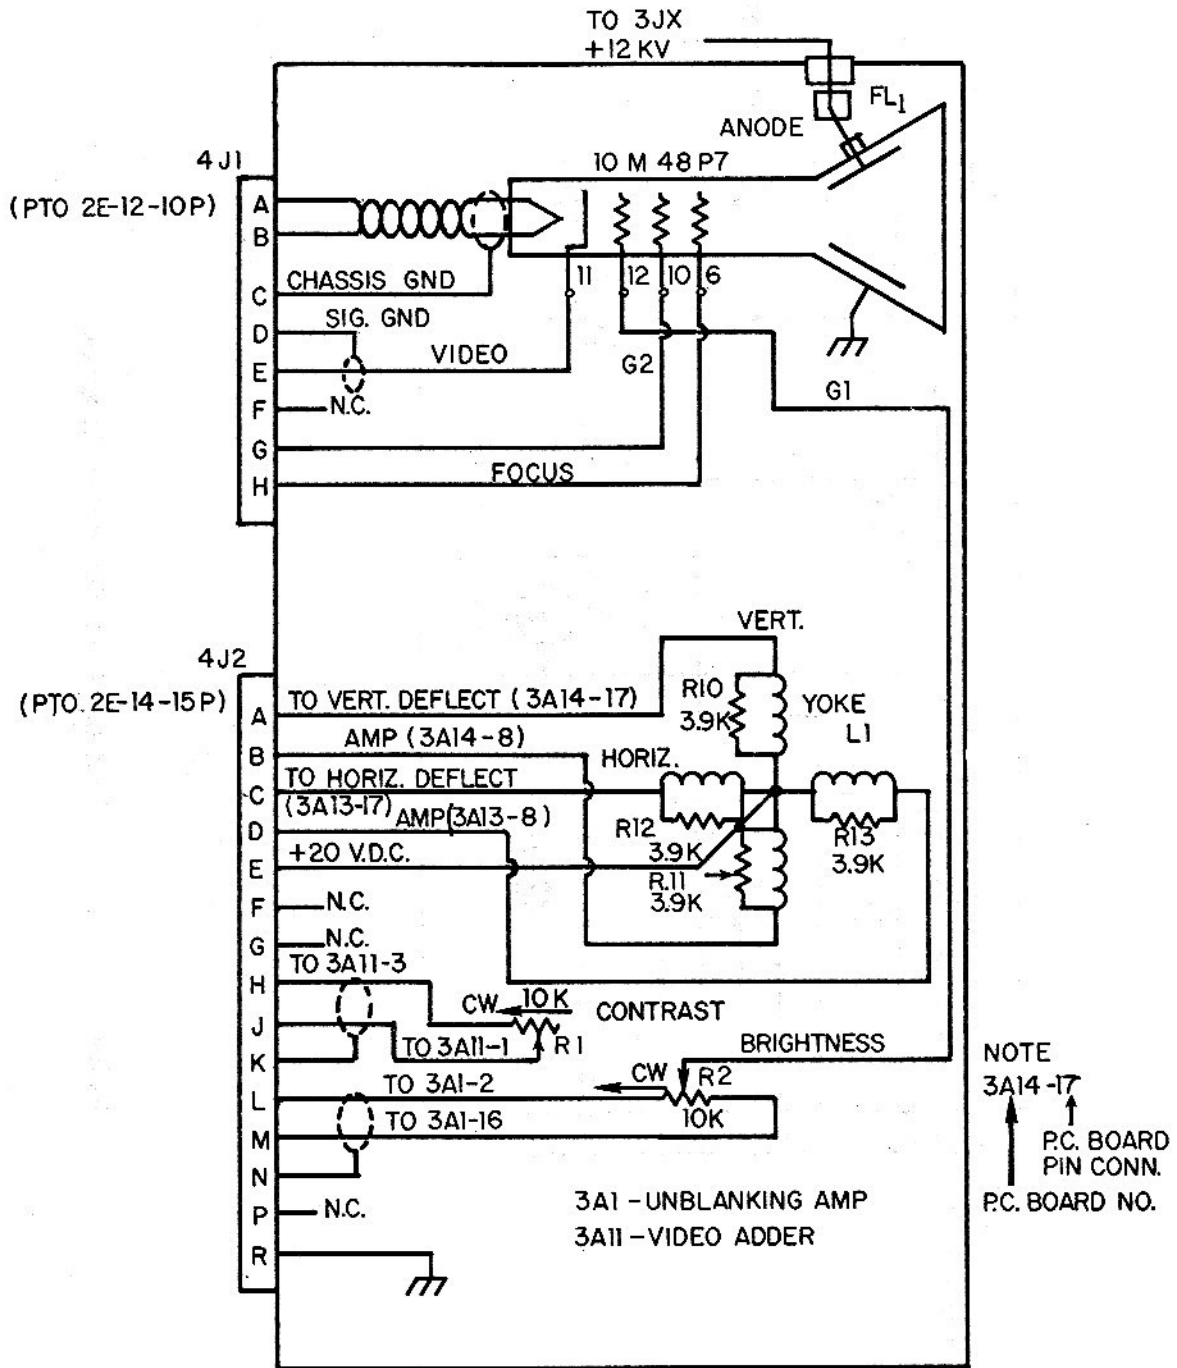 TO 3JX
+12 KV
FL1
ANODE
4J1
10 M 48 P7
(PTO 2E-12-10P)
A
B
11
12
10
6
C
CHASSIS GND
D
SIG. GND
E
VIDEO
G2
F
N.C.
G1
G
H
FOCUS
VERT.
4J2
(PTO. 2E-14-15P)
A
TO VERT. DEFLECT (3A14-17)
R10
3.9K
YOKE
L1
B
AMP (3A14-8)
HORIZ.
C
TO HORIZ. DEFLECT
(3A13-17)
D
AMP(3A13-8)
R12
3.9K
R13
3.9K
E
+20 V.D.C.
R.11
3.9K
F
N.C.
G
N.C.
H
TO 3A11-3
CW
10K
CONTRAST
J
R1
K
TO 3A11-1
BRIGHTNESS
L
TO 3A1-2
CW
R2
10K
M
TO 3A1-16
N
P
N.C.
R
3A1 - UNBLANKING AMP
3A11 - VIDEO ADDER
NOTE
3A14-17
P.C. BOARD
PIN CONN.
P.C. BOARD NO.